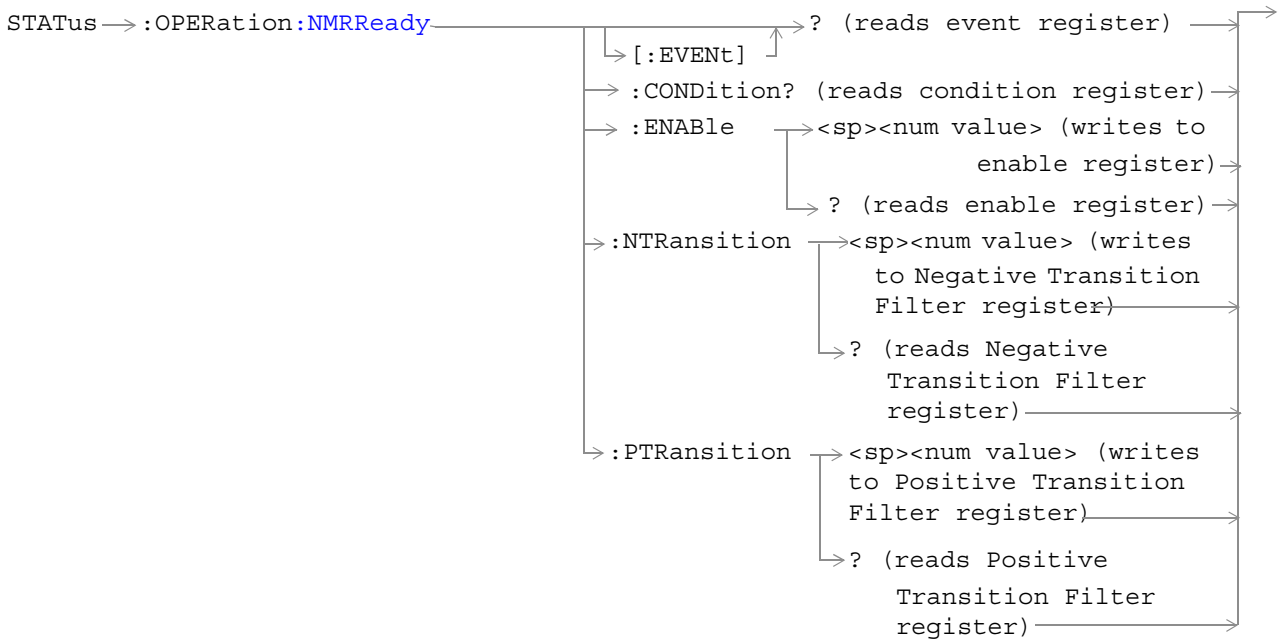 STATus :OPERation:NMRReady ? (reads event register)
[:EVENt]
:CONDition? (reads condition register)
:ENABle <sp><num value> (writes to
enable register)
? (reads enable register)
:NTRansition <sp><num value> (writes
to Negative Transition
Filter register)
? (reads Negative
Transition Filter
register)
:PTRansition <sp><num value> (writes
to Positive Transition
Filter register)
? (reads Positive
Transition Filter
register)